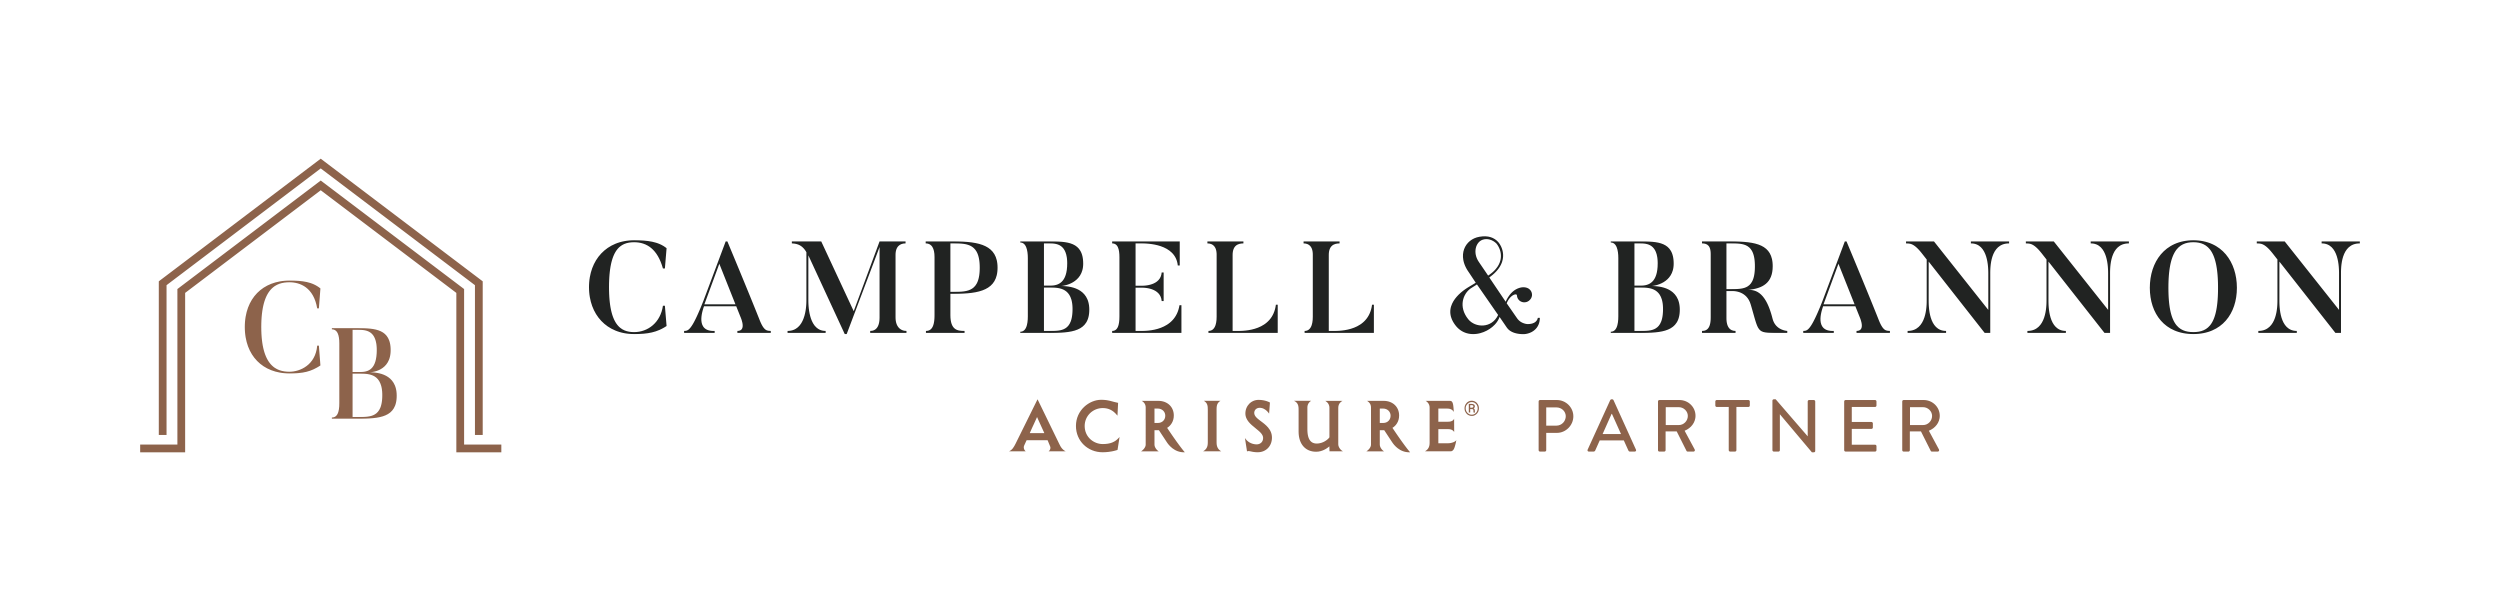 CB
CAMPBELL & BRANNON
ACRISURE® PARTNER